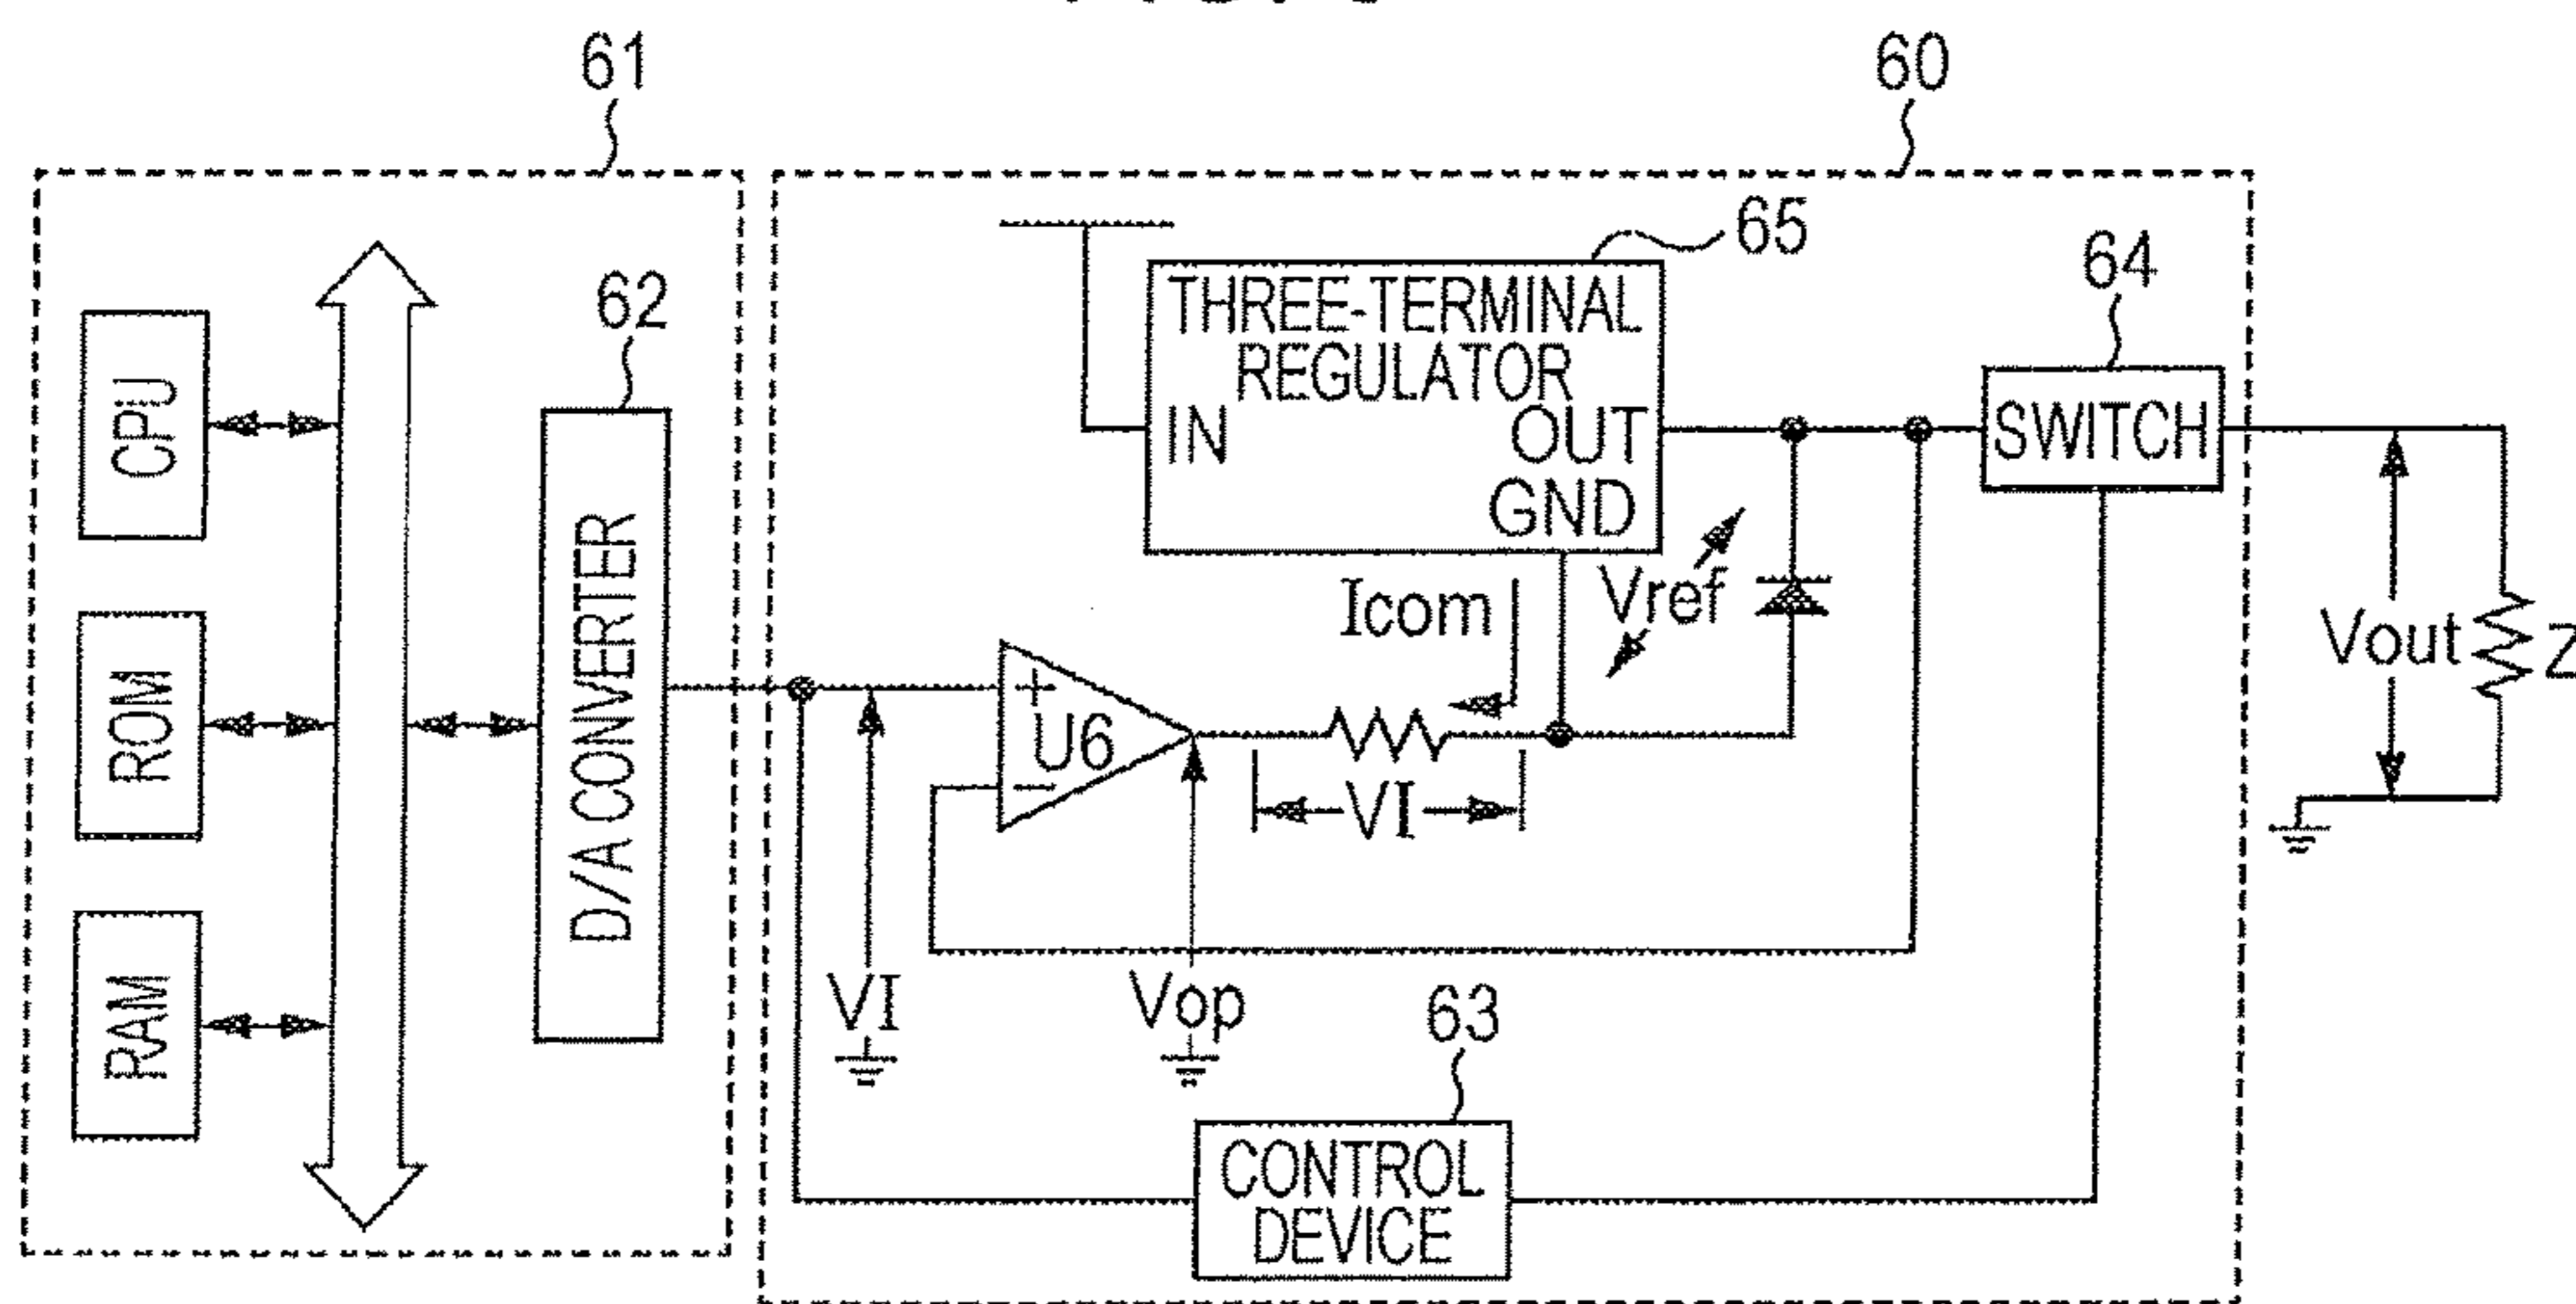 61
60
65
64
62
THREE-TERMINAL
REGULATOR
IN
OUT
GND
SWITCH
CPU
ROM
RAM
D/A CONVERTER
Icom
Vref
Vout
Z
+
U6
−
VI
VI
Vop
63
CONTROL
DEVICE